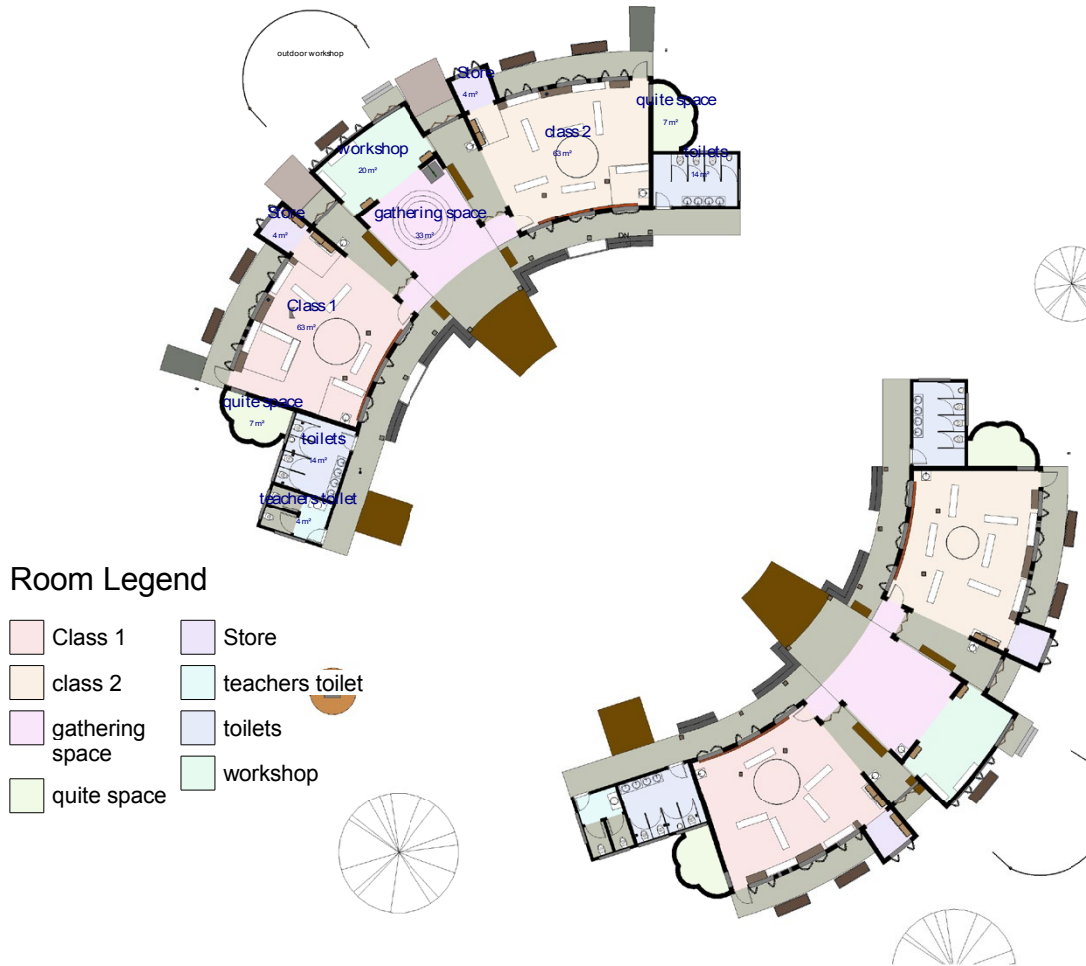 outdoor workshop
Store
4 m²
quite space
7 m²
class 2
63 m²
workshop
20 m²
toilets
14 m²
Store
4 m²
gathering space
33 m²
DN
Class 1
63 m²
quite space
7 m²
toilets
14 m²
teachers toilet
4 m²
Room Legend
Class 1
class 2
gathering
space
quite space
Store
teachers toilet
toilets
workshop